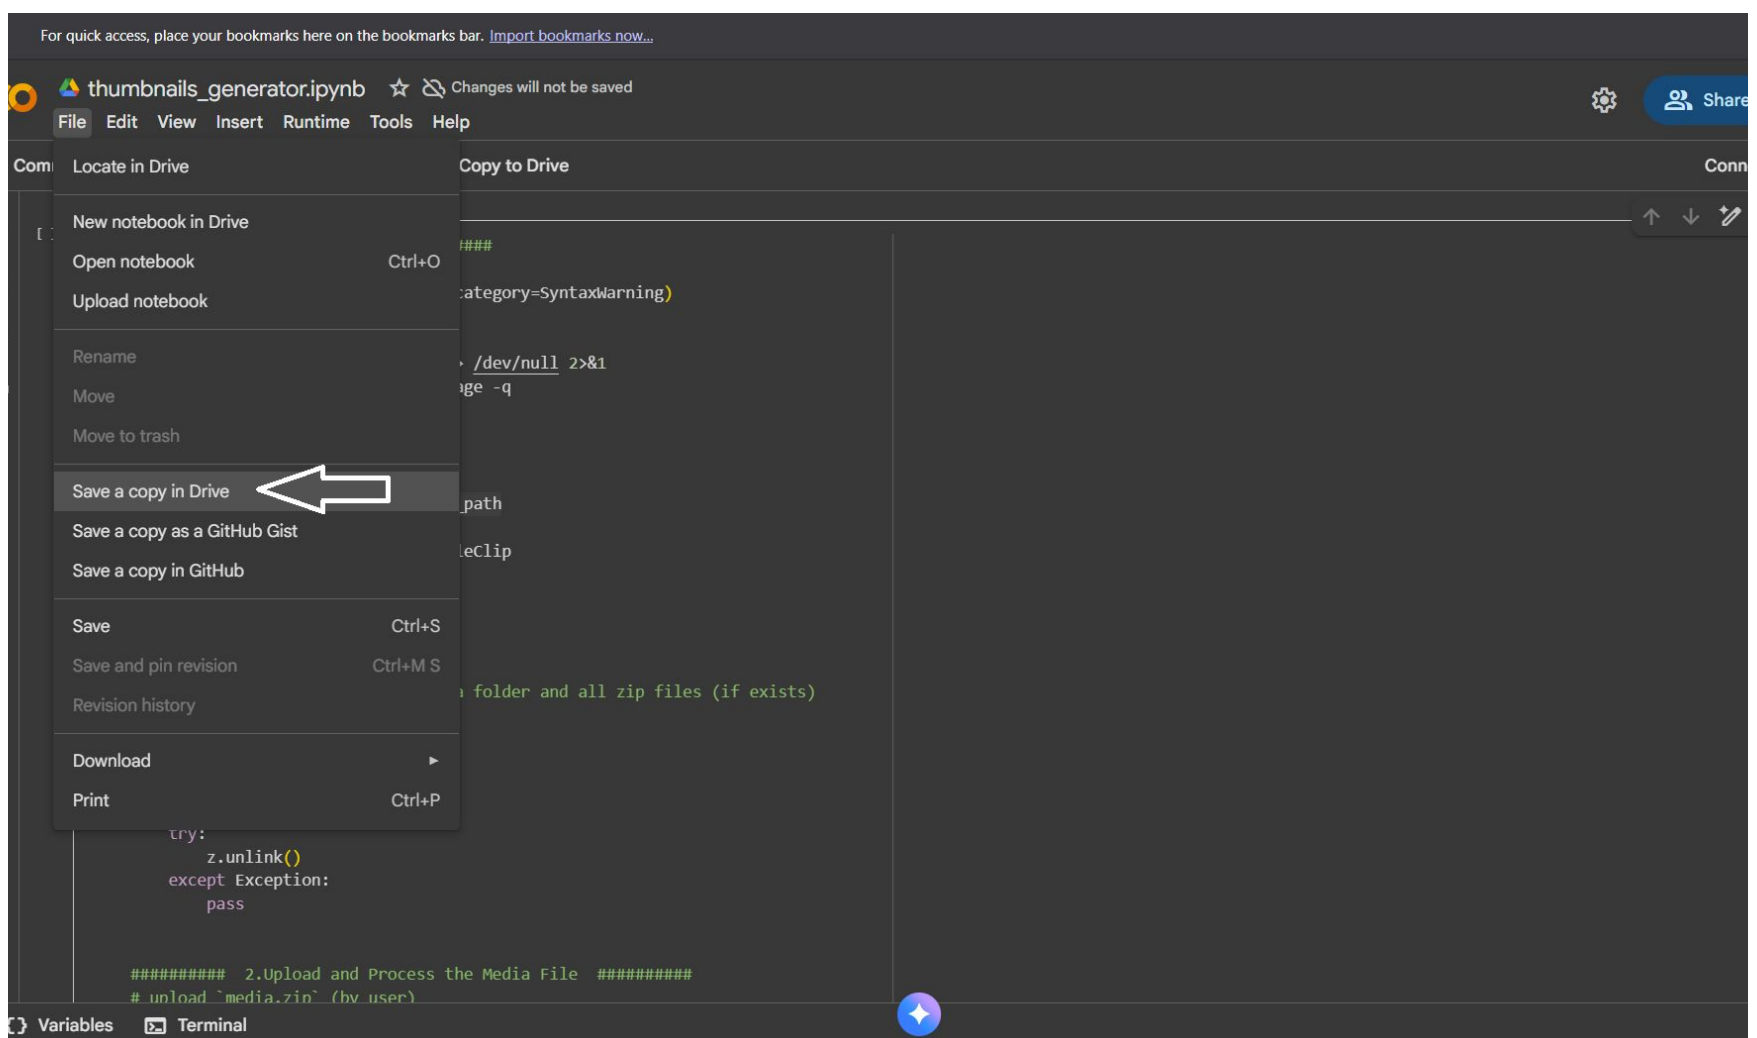 For quick access, place your bookmarks here on the bookmarks bar. Import bookmarks now...
thumbnails_generator.ipynb Changes will not be saved
Share
File Edit View Insert Runtime Tools Help
Com Copy to Drive Conn
Locate in Drive
New notebook in Drive
[ ] ####
Open notebook Ctrl+O
category=SyntaxWarning)
Upload notebook
Rename
> /dev/null 2>&1
age -q
Move
Move to trash
Save a copy in Drive
_path
Save a copy as a GitHub Gist
leClip
Save a copy in GitHub
Save Ctrl+S
Save and pin revision Ctrl+M S
a folder and all zip files (if exists)
Revision history
Download
Print Ctrl+P
try:
z.unlink()
except Exception:
pass
########## 2.Upload and Process the Media File ##########
# upload `media.zip` (by user)
{} Variables Terminal